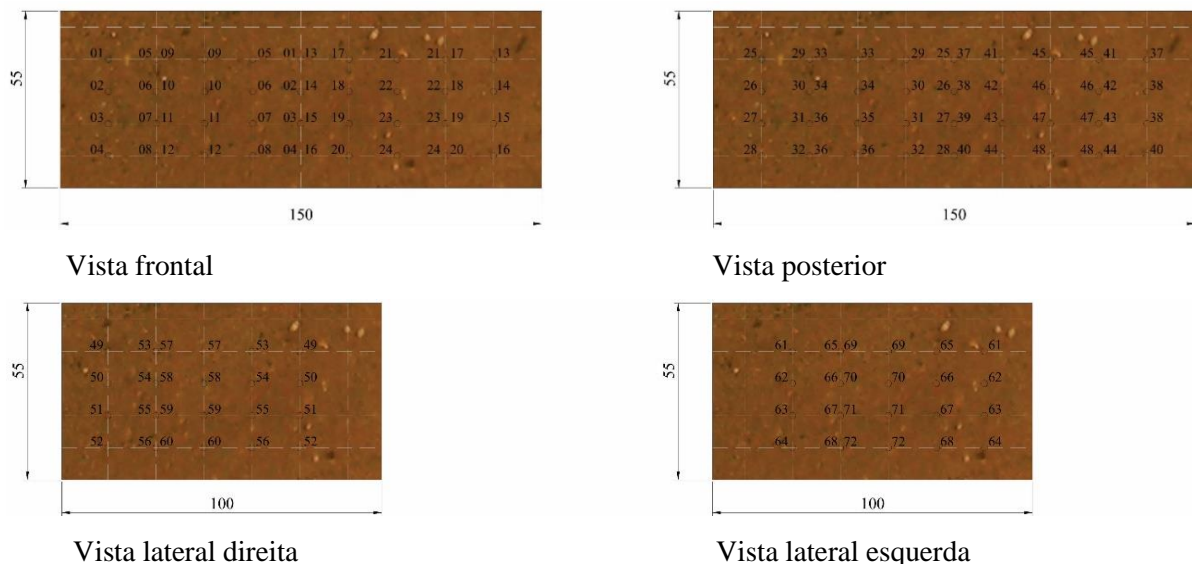 01 05 09 09 05 01 13 17 21 21 17 13
02 06 10 10 06 02 14 18 22 22 18 14
03 07 11 11 07 03 15 19 23 23 19 15
04 08 12 12 08 04 16 20 24 24 20 16
55
150
Vista frontal
25 29 33 33 29 25 37 41 45 45 41 37
26 30 34 34 30 26 38 42 46 46 42 38
27 31 36 35 31 27 39 43 47 47 43 38
28 32 36 36 32 28 40 44 48 48 44 40
55
150
Vista posterior
49 53 57 57 53 49
50 54 58 58 54 50
51 55 59 59 55 51
52 56 60 60 56 52
55
100
Vista lateral direita
61 65 69 69 65 61
62 66 70 70 66 62
63 67 71 71 67 63
64 68 72 72 68 64
55
100
Vista lateral esquerda